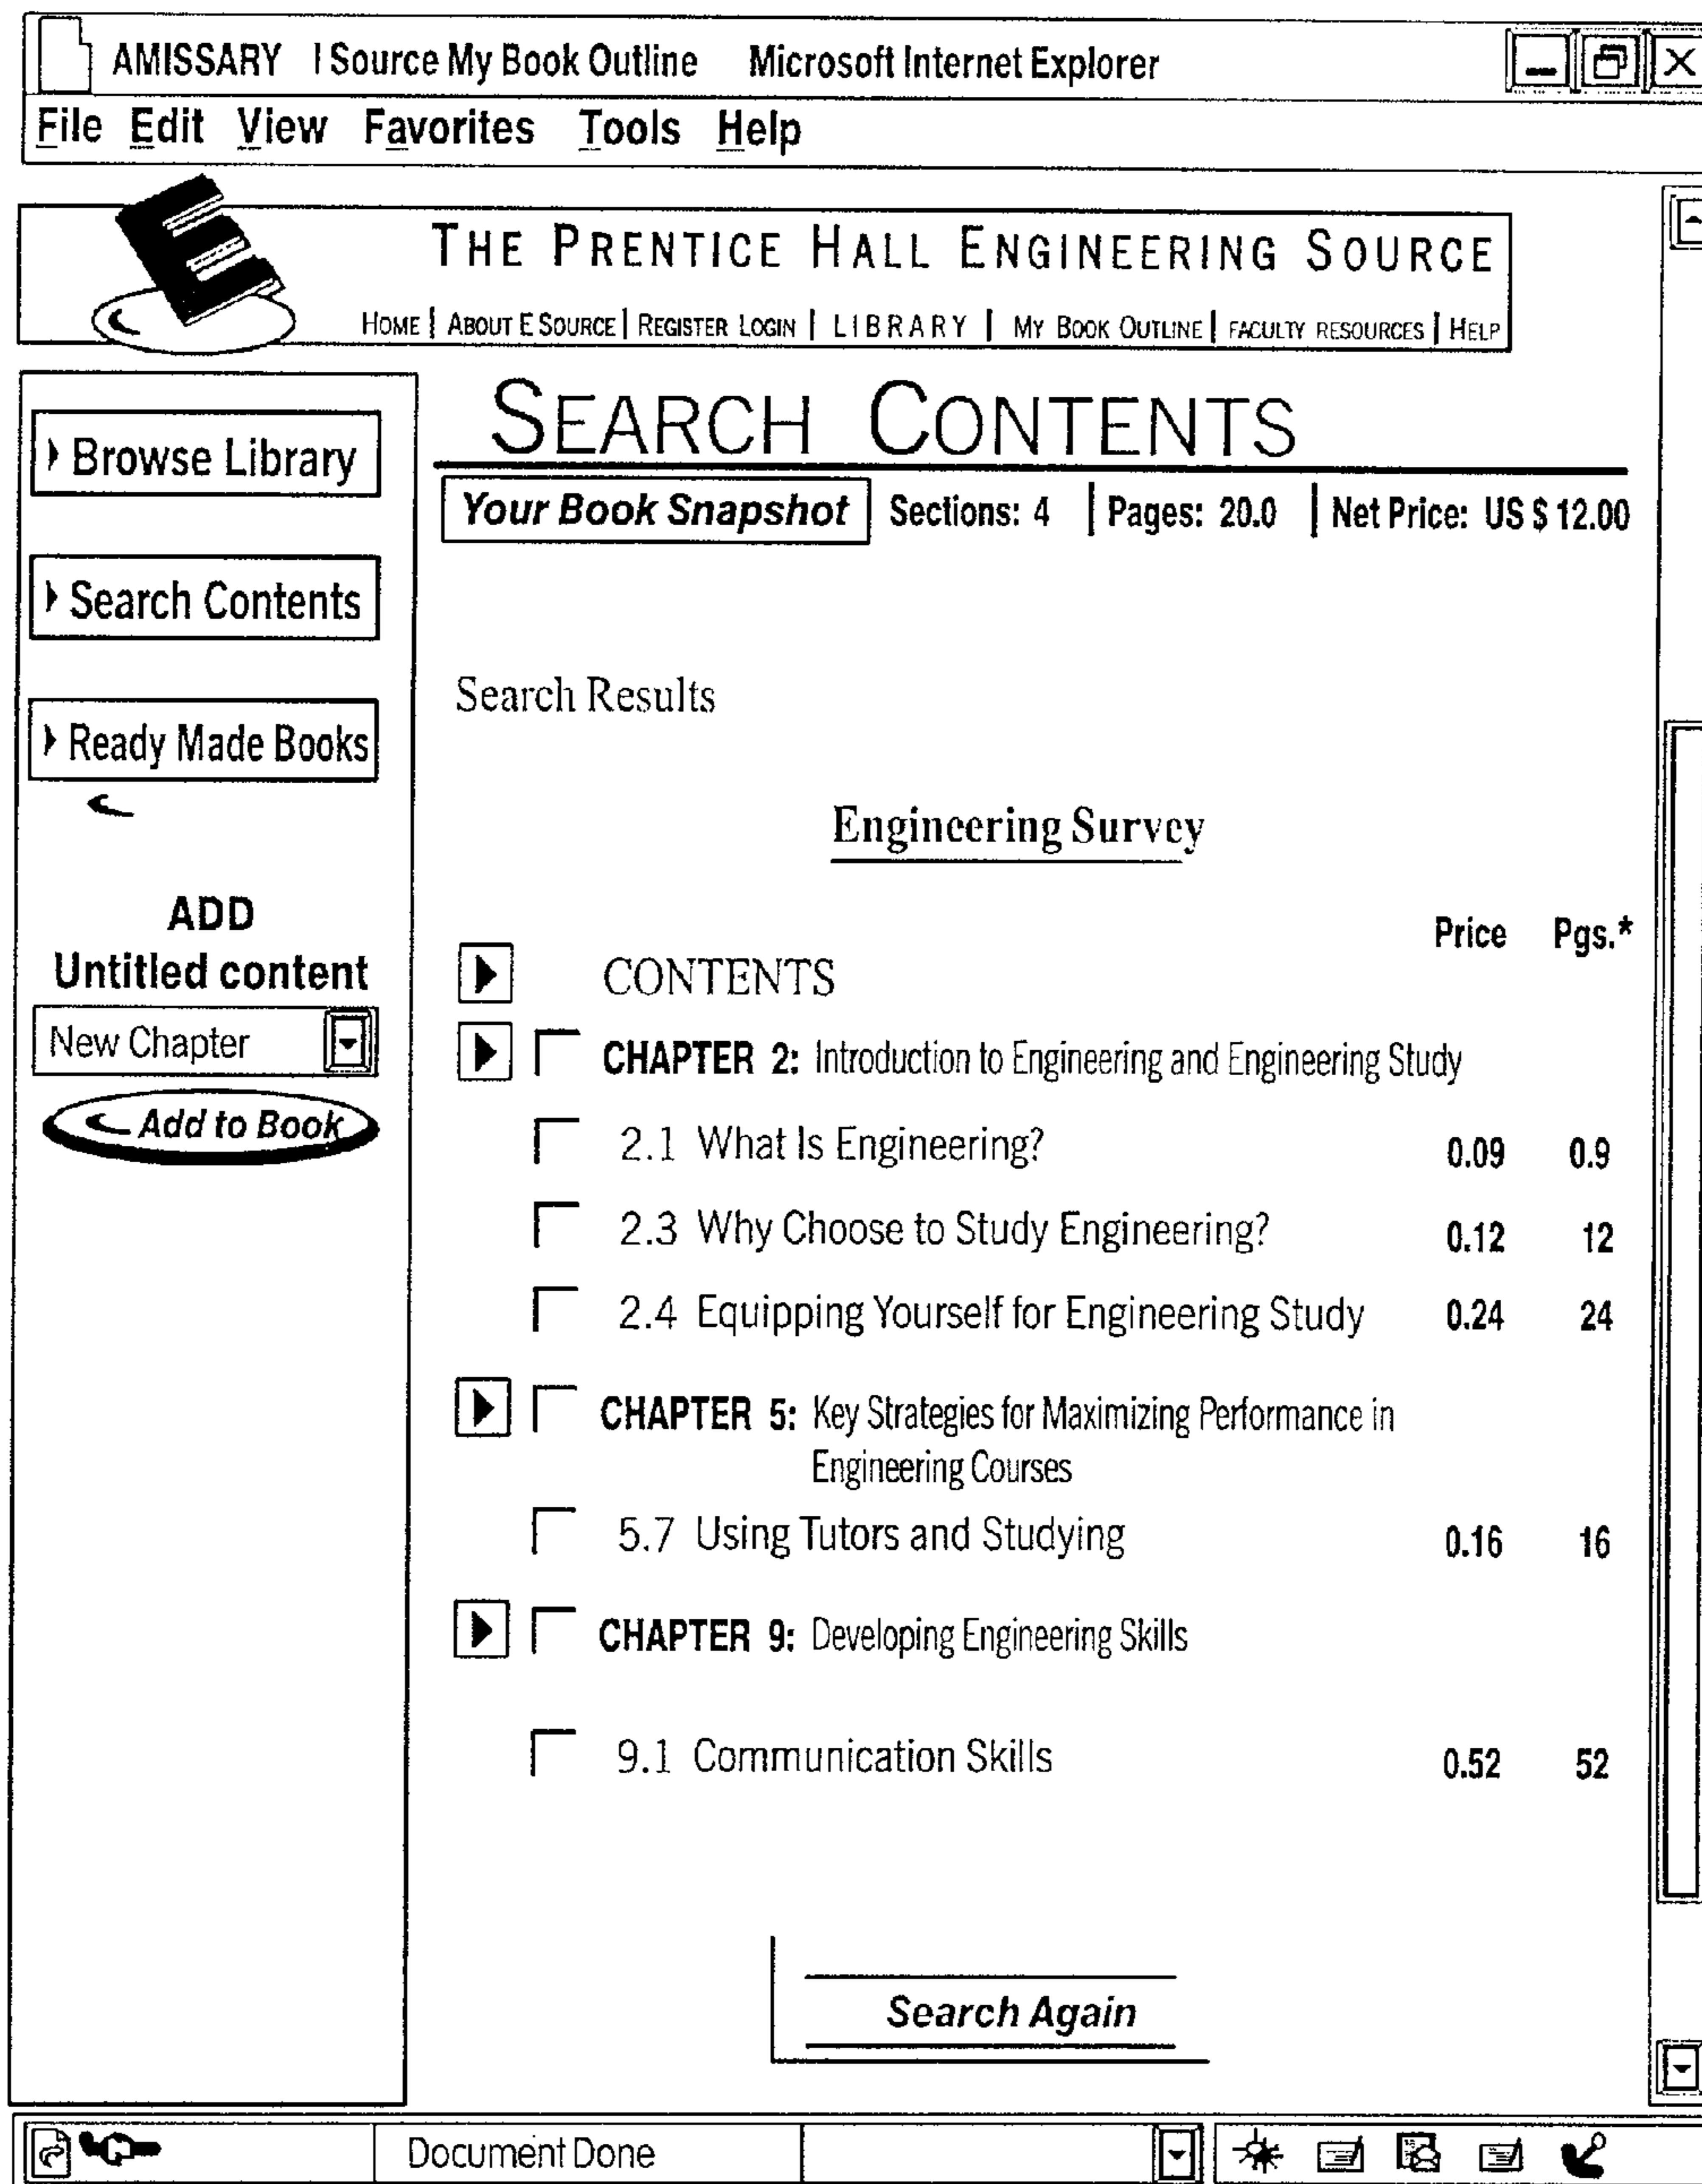 AMISSARY I Source My Book Outline Microsoft Internet Explorer
File Edit View Favorites Tools Help
THE PRENTICE HALL ENGINEERING SOURCE
HOME | ABOUT E SOURCE | REGISTER LOGIN | LIBRARY | MY BOOK OUTLINE | FACULTY RESOURCES | HELP
Browse Library
Search Contents
Ready Made Books
ADD
Untitled content
New Chapter
Add to Book
SEARCH CONTENTS
Your Book Snapshot | Sections: 4 | Pages: 20.0 | Net Price: US $ 12.00
Search Results
Engineering Survey
Price Pgs.*
CONTENTS
CHAPTER 2: Introduction to Engineering and Engineering Study
2.1 What Is Engineering? 0.09 0.9
2.3 Why Choose to Study Engineering? 0.12 12
2.4 Equipping Yourself for Engineering Study 0.24 24
CHAPTER 5: Key Strategies for Maximizing Performance in
Engineering Courses
5.7 Using Tutors and Studying 0.16 16
CHAPTER 9: Developing Engineering Skills
9.1 Communication Skills 0.52 52
Search Again
Document Done